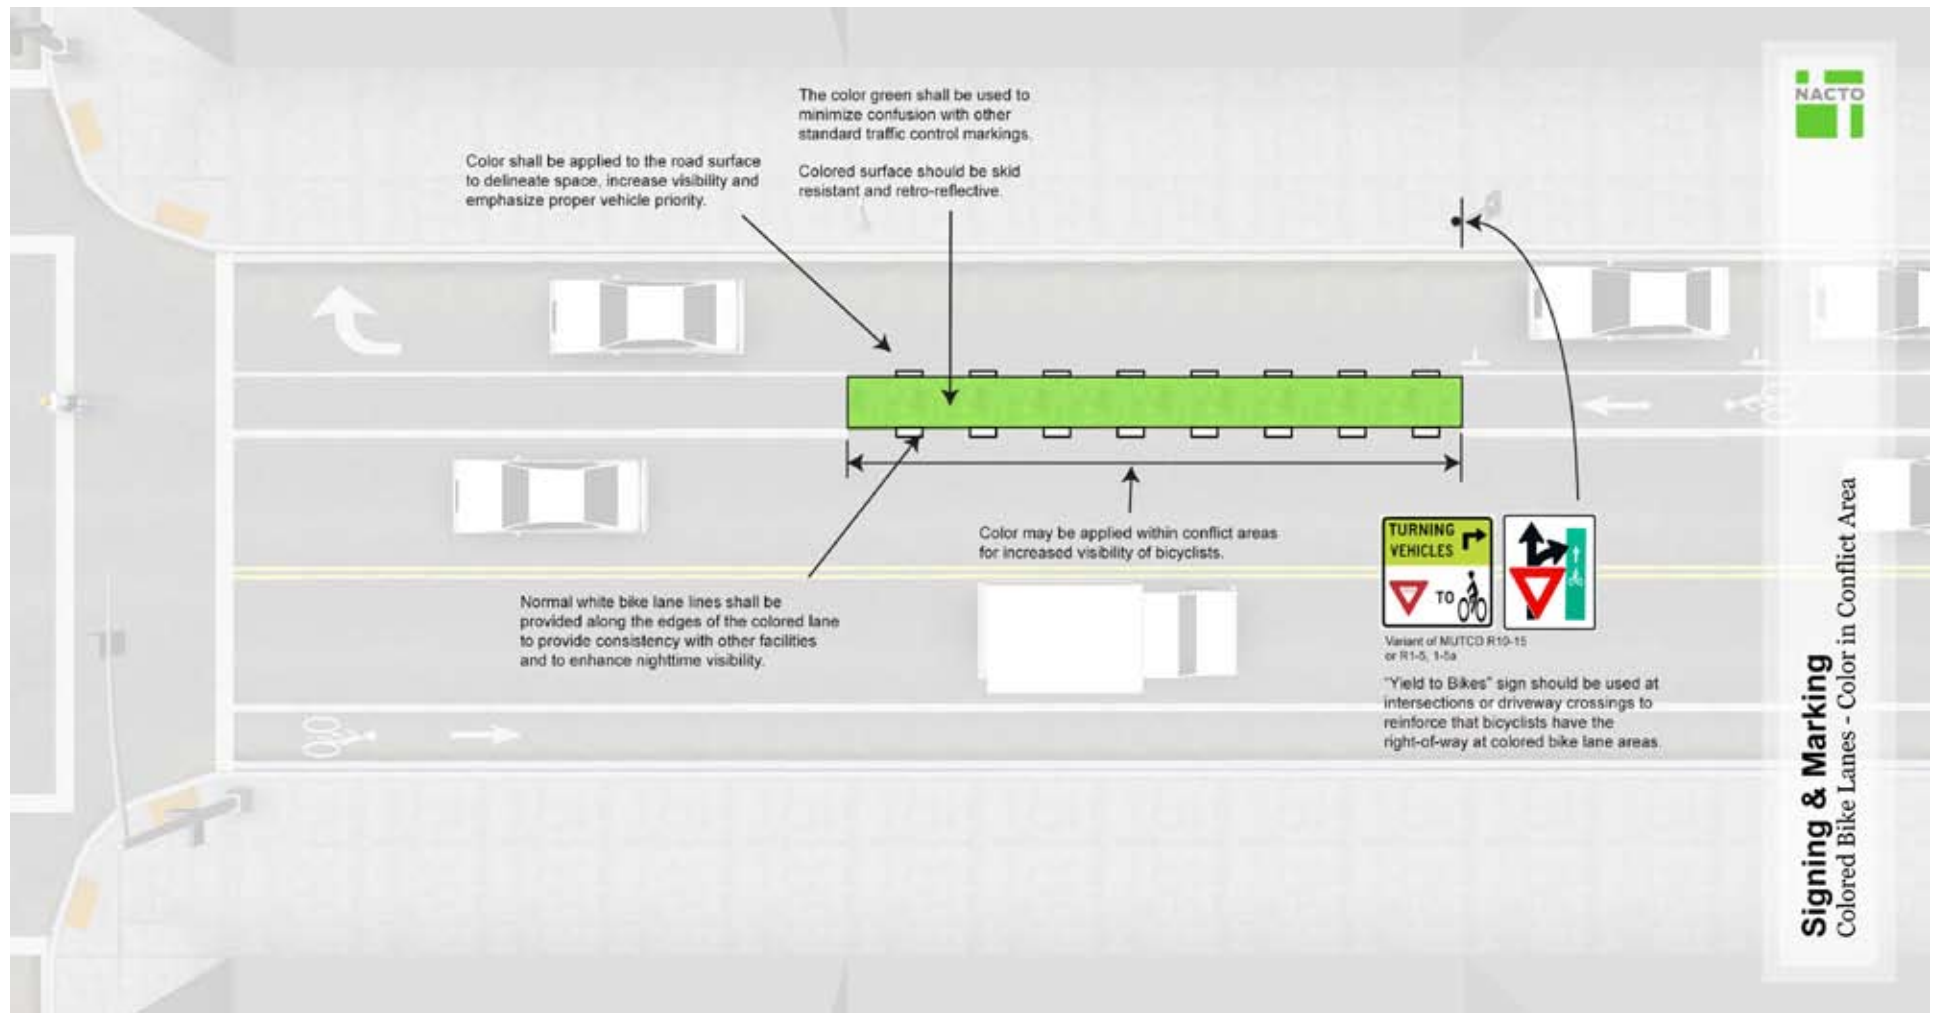 The color green shall be used to
minimize confusion with other
standard traffic control markings.
Colored surface should be skid
resistant and retro-reflective.
Color shall be applied to the road surface
to delineate space, increase visibility and
emphasize proper vehicle priority.
NACTO
Color may be applied within conflict areas
for increased visibility of bicyclists.
Normal white bike lane lines shall be
provided along the edges of the colored lane
to provide consistency with other facilities
and to enhance nighttime visibility.
TURNING
VEHICLES
TO
Variant of MUTCD R10-15
or R1-5, 1-5a
"Yield to Bikes" sign should be used at
intersections or driveway crossings to
reinforce that bicyclists have the
right-of-way at colored bike lane areas.
Signing & Marking
Colored Bike Lanes - Color in Conflict Area